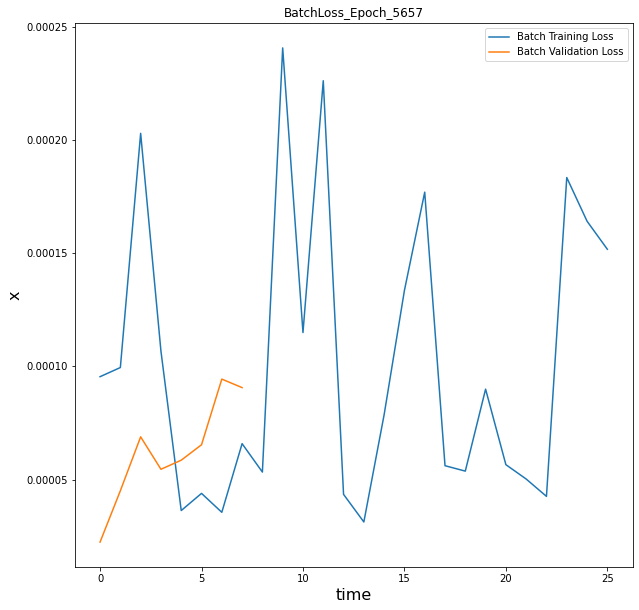 BatchLoss_Epoch_5657
Batch Training Loss
Batch Validation Loss
0.00025
0.00020
0.00015
0.00010
0.00005
x
0
5
10
15
20
25
time